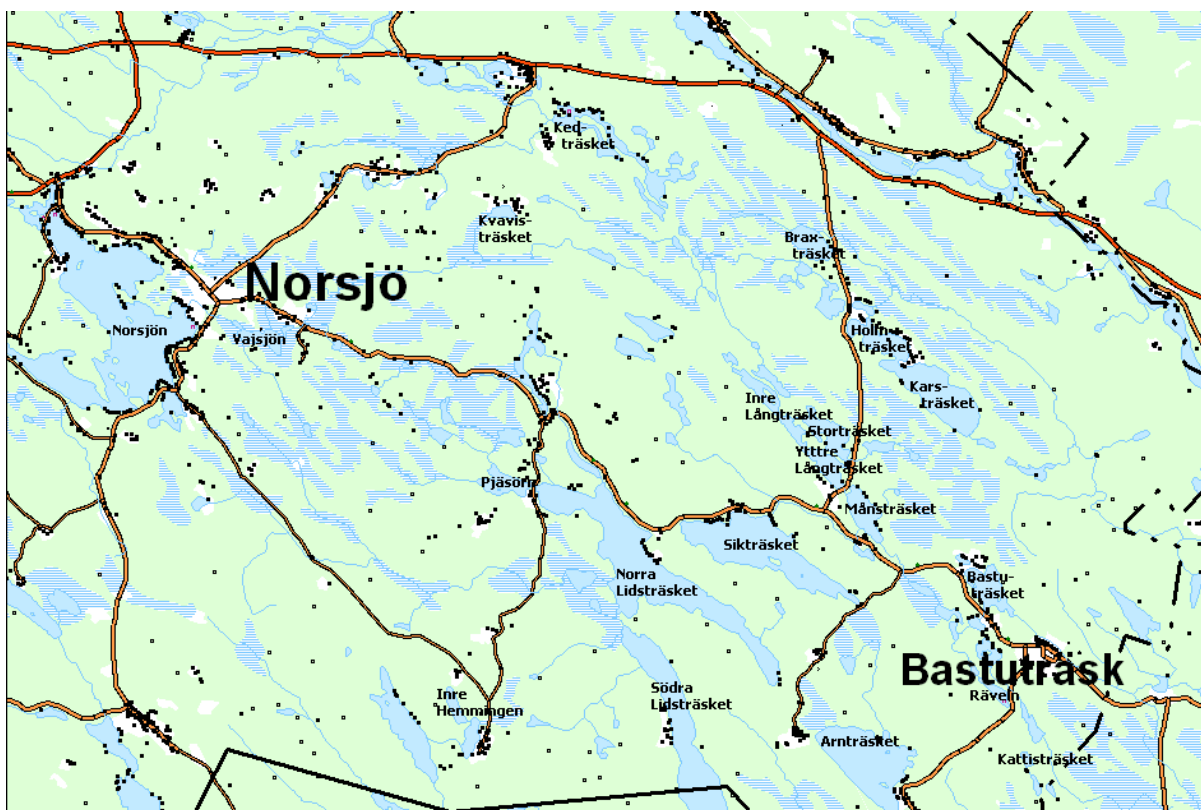 Ked-
träsket
Kvavis-
träsket
Brax-
träsket
Norsjö
Norsjön
Vajsjön
Holm
träsket
Kars-
träsket
Inre
Långträsket
Storträsket
Ytttre
Långträsket
Pjäsörn
Månsträsket
Sikträsket
Norra
Lidsträsket
Bastu-
träsket
Bastuträsk
Inre
Hemmingen
Södra
Lidsträsket
Räveln
Arnträsket
Kattisträsket